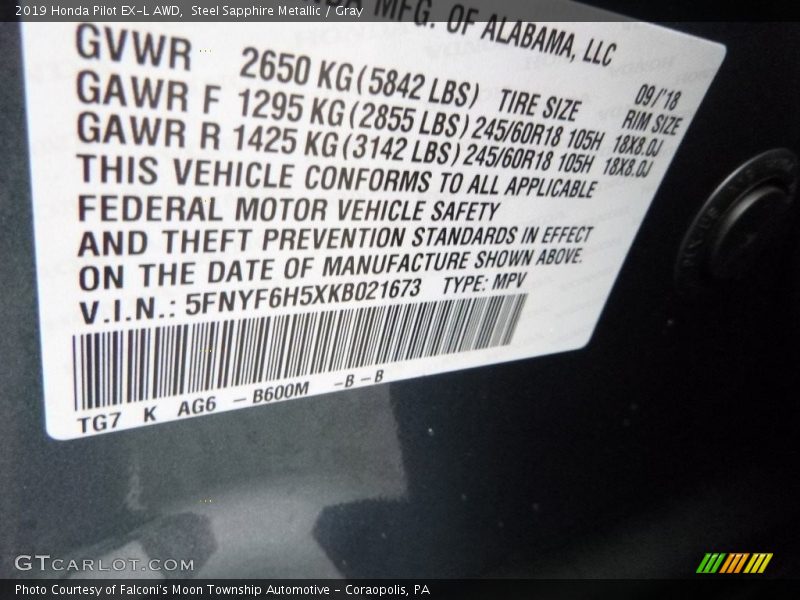 2019 Honda Pilot EX-L AWD,  Steel Sapphire Metallic / Gray
MFG. OF ALABAMA, LLC
GVWR 2650 KG (5842 LBS) 09/'18
TIRE SIZE RIM SIZE
GAWR F 1295 KG (2855 LBS) 245/60R18 105H 18X8.0J
GAWR R 1425 KG (3142 LBS) 245/60R18 105H 18X8.0J
THIS VEHICLE CONFORMS TO ALL APPLICABLE
FEDERAL MOTOR VEHICLE SAFETY
AND THEFT PREVENTION STANDARDS IN EFFECT
ON THE DATE OF MANUFACTURE SHOWN ABOVE.
V.I.N.: 5FNYF6H5XKB021673 TYPE: MPV
TG7 K AG6 - B600M -B-B
GTCARLOT.COM
Photo Courtesy of Falconi's Moon Township Automotive - Coraopolis, PA